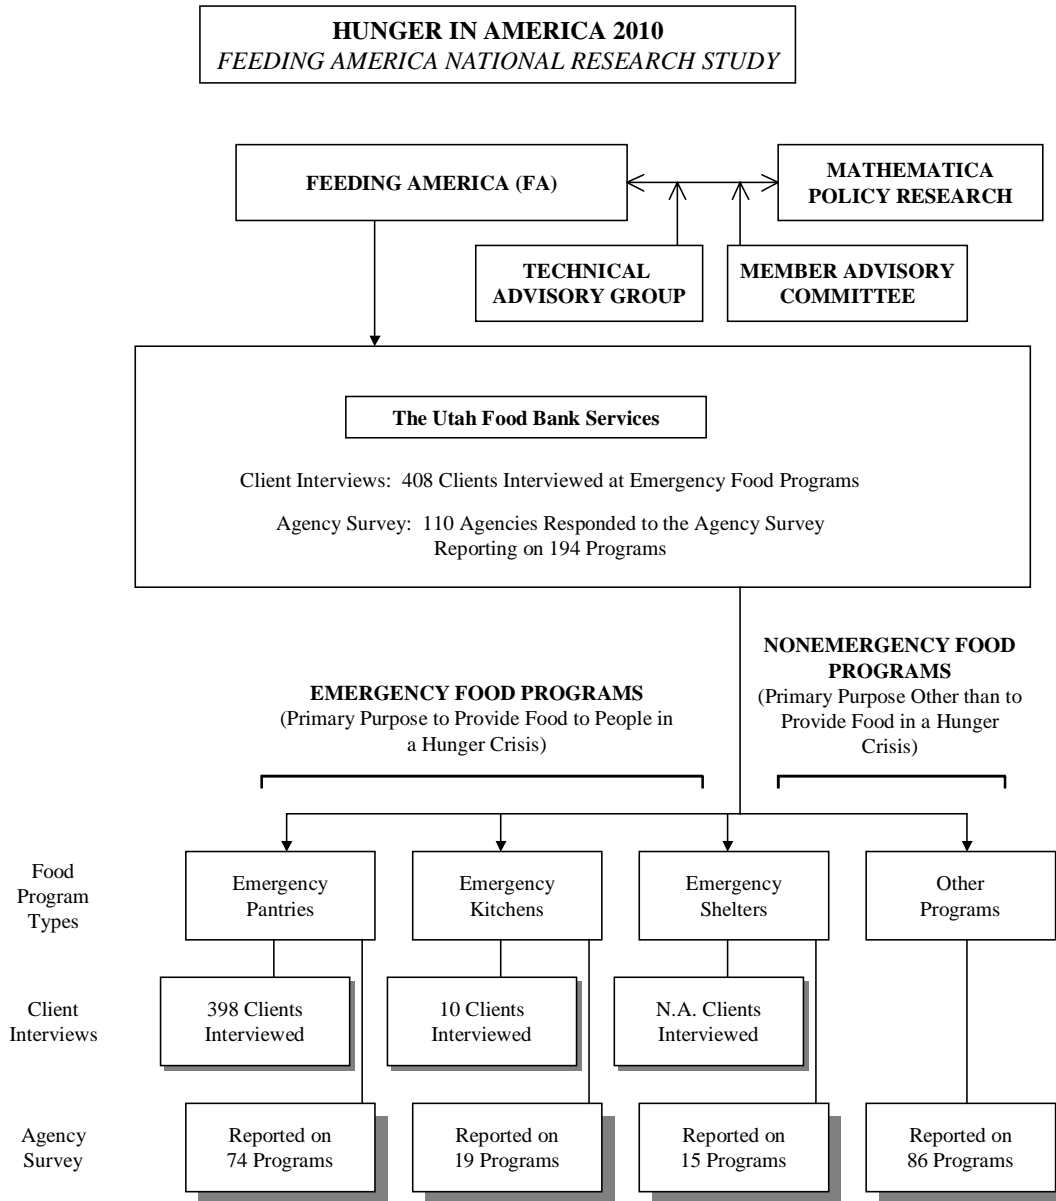 HUNGER IN AMERICA 2010
FEEDING AMERICA NATIONAL RESEARCH STUDY
FEEDING AMERICA (FA)
MATHEMATICA
POLICY RESEARCH
TECHNICAL
ADVISORY GROUP
MEMBER ADVISORY
COMMITTEE
The Utah Food Bank Services
Client Interviews: 408 Clients Interviewed at Emergency Food Programs
Agency Survey: 110 Agencies Responded to the Agency Survey
Reporting on 194 Programs
EMERGENCY FOOD PROGRAMS
(Primary Purpose to Provide Food to People in
a Hunger Crisis)
NONEMERGENCY FOOD
PROGRAMS
(Primary Purpose Other than to
Provide Food in a Hunger
Crisis)
Food
Program
Types
Emergency
Pantries
Emergency
Kitchens
Emergency
Shelters
Other
Programs
Client
Interviews
398 Clients
Interviewed
10 Clients
Interviewed
N.A. Clients
Interviewed
Agency
Survey
Reported on
74 Programs
Reported on
19 Programs
Reported on
15 Programs
Reported on
86 Programs